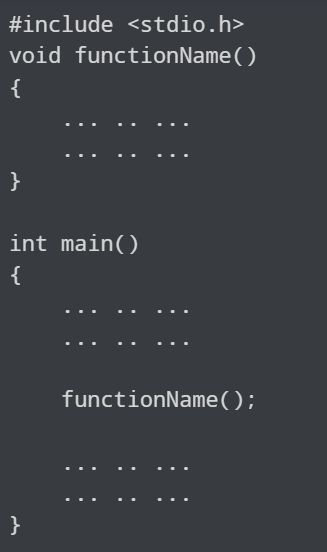 #include <stdio.h>
void functionName()
{
    ... .. ...
    ... .. ...
}

int main()
{
    ... .. ...
    ... .. ...

    functionName();

    ... .. ...
    ... .. ...
}